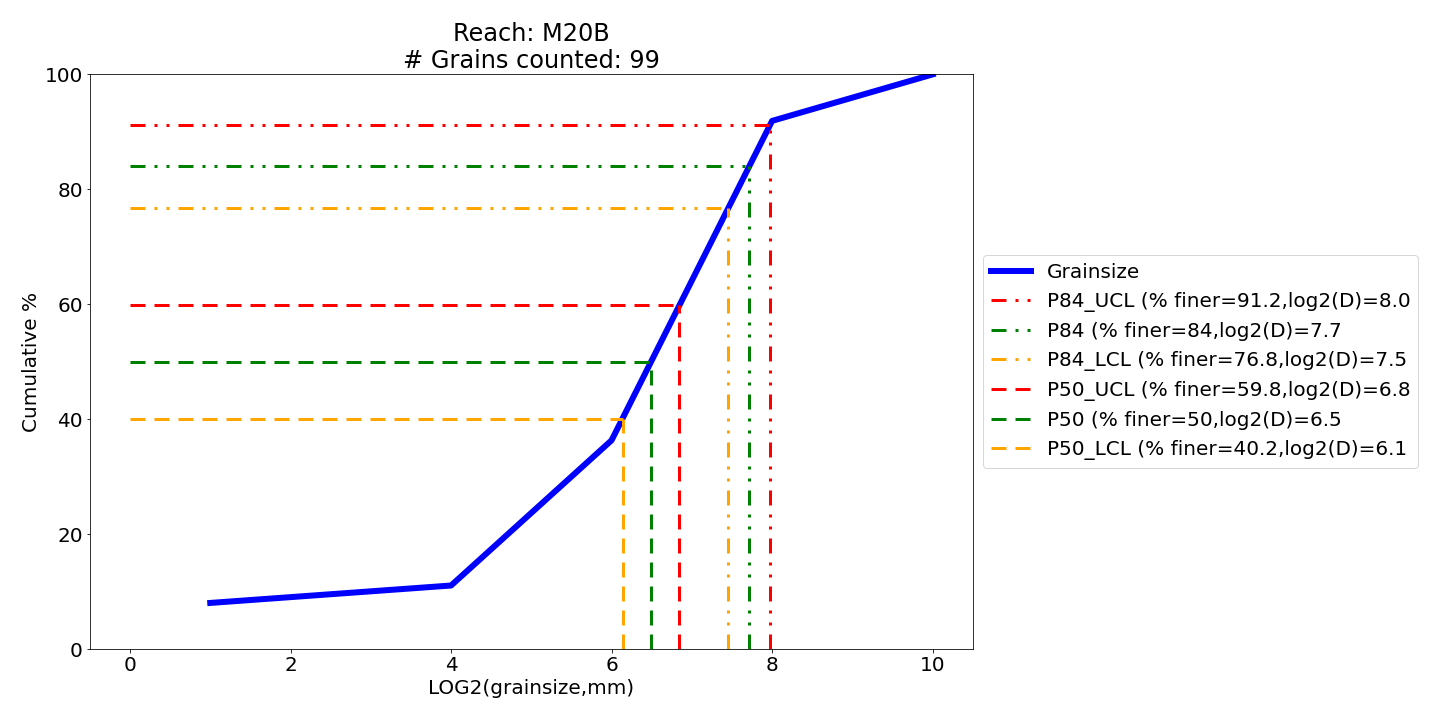 Reach: M20B
# Grains counted: 99
100
80
60
40
20
0
Cumulative %
0 2 4 6 8 10
LOG2(grainsize,mm)
Grainsize
P84_UCL (% finer=91.2,log2(D)=8.0
P84 (% finer=84,log2(D)=7.7
P84_LCL (% finer=76.8,log2(D)=7.5
P50_UCL (% finer=59.8,log2(D)=6.8
P50 (% finer=50,log2(D)=6.5
P50_LCL (% finer=40.2,log2(D)=6.1